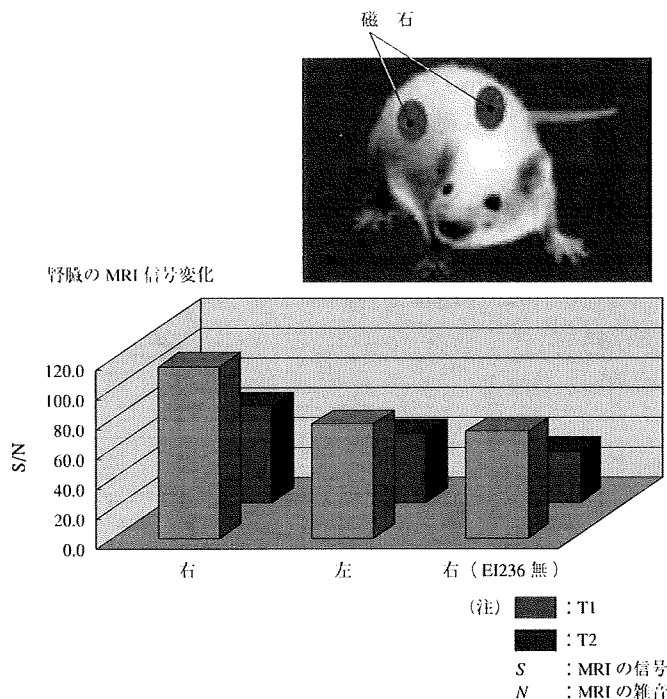 磁 石
腎臓の MRI 信号変化
S/N
120.0
100.0
80.0
60.0
40.0
20.0
0.0
右
左
右 ( EI236 無 )
(注)
: T1
: T2
S : MRI の信号
N : MRI の雑音